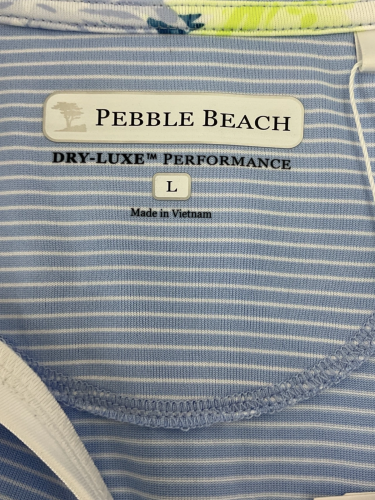 PEBBLE BEACH
DRY-LUXE™ PERFORMANCE
L
Made in Vietnam